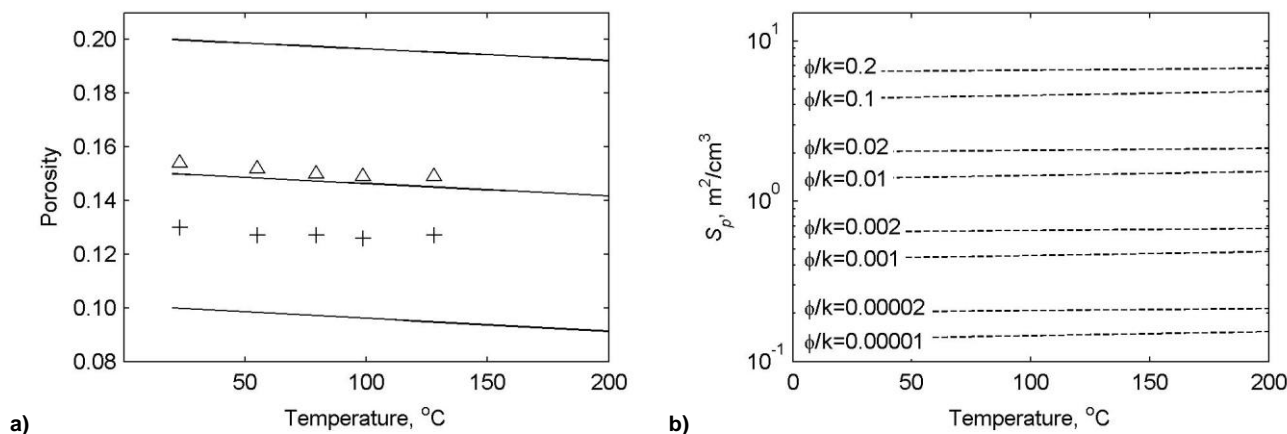 0.20
0.18
0.16
0.14
0.12
0.10
0.08
Porosity
50
100
150
200
Temperature, °C
a)
10¹
10⁰
10⁻¹
Sₚ, m²/cm³
ϕ/k=0.2
ϕ/k=0.1
ϕ/k=0.02
ϕ/k=0.01
ϕ/k=0.002
ϕ/k=0.001
ϕ/k=0.00002
ϕ/k=0.00001
0
50
100
150
200
Temperature, °C
b)